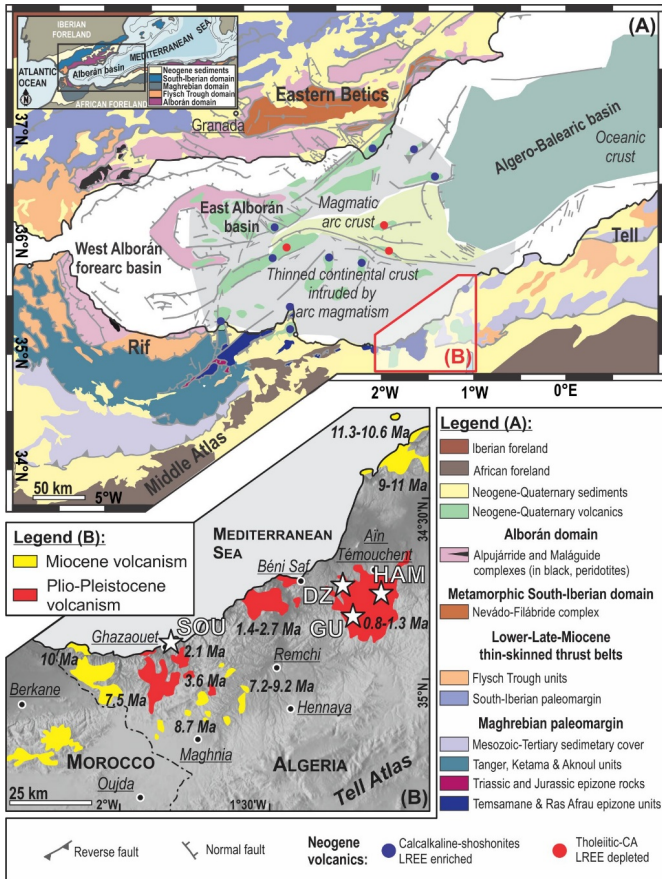 (A)
IBERIAN
FORELAND
MEDITERRANEAN SEA
Alborán basin
ATLANTIC
OCEAN
N
AFRICAN FORELAND
Neogene sediments
South-Iberian domain
Maghrebian domain
Flysch Trough domain
Alborán domain
Eastern Betics
Granada
Algero-Balearic basin
Oceanic
crust
Magmatic
arc crust
East Alborán
basin
West Alborán
forearc basin
Thinned continental crust
intruded by
arc magmatism
Tell
Rif
(B)
Middle Atlas
37°N
36°N
35°N
34°N
50 km
5°W
2°W
1°W
0°E
Legend (A):
Iberian foreland
African foreland
Neogene-Quaternary sediments
Neogene-Quaternary volcanics
Alborán domain
Alpujárride and Maláguide
complexes (in black, peridotites)
Metamorphic South-Iberian domain
Nevádo-Filábride complex
Lower-Late-Miocene
thin-skinned thrust belts
Flysch Trough units
South-Iberian paleomargin
Maghrebian paleomargin
Mesozoic-Tertiary sedimetary cover
Tanger, Ketama & Aknoul units
Triassic and Jurassic epizone rocks
Temsamane & Ras Afrau epizone units
Legend (B):
Miocene volcanism
Plio-Pleistocene
volcanism
11.3-10.6 Ma
9-11 Ma
34°30N
MEDITERRANEAN
SEA
Aïn
Témouchent
Béni Saf
HAM
DZ
GU
0.8-1.3 Ma
1.4-2.7 Ma
Ghazaouet
SOU
2.1 Ma
10 Ma
3.6 Ma
Remchi
35°N
7.2-9.2 Ma
Berkane
7.5 Ma
Hennaya
8.7 Ma
Maghnia
MOROCCO
ALGERIA
Oujda
Tell Atlas
25 km
2°W
1°30W
(B)
Reverse fault
Normal fault
Neogene
volcanics:
Calcalkaline-shoshonites
LREE enriched
Tholeiitic-CA
LREE depleted